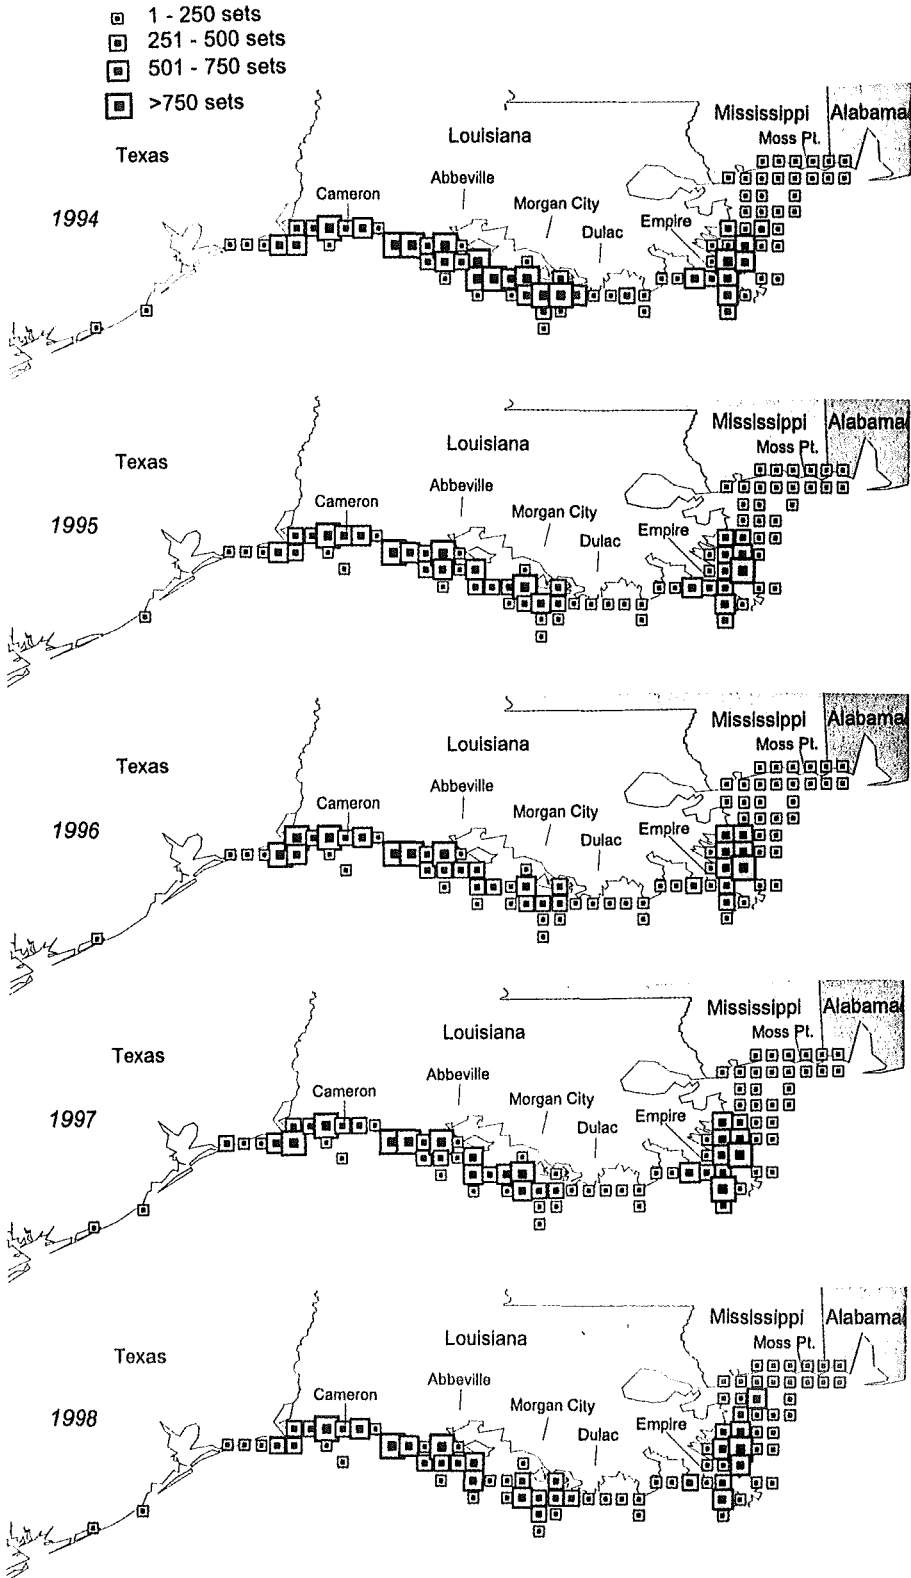 1 - 250 sets
251 - 500 sets
501 - 750 sets
>750 sets
Mississippi Alabama
Moss Pt.
Louisiana
Texas
Abbeville
Cameron
Morgan City
1994
Empire
Dulac
Mississippi Alabama
Moss Pt.
Louisiana
Texas
Abbeville
Cameron
Morgan City
1995
Empire
Dulac
Mississippi Alabama
Moss Pt.
Louisiana
Texas
Abbeville
Cameron
Morgan City
1996
Empire
Dulac
Mississippi Alabama
Moss Pt.
Louisiana
Texas
Abbeville
Cameron
Morgan City
1997
Empire
Dulac
Mississippi Alabama
Moss Pt.
Louisiana
Texas
Abbeville
Cameron
Morgan City
1998
Empire
Dulac